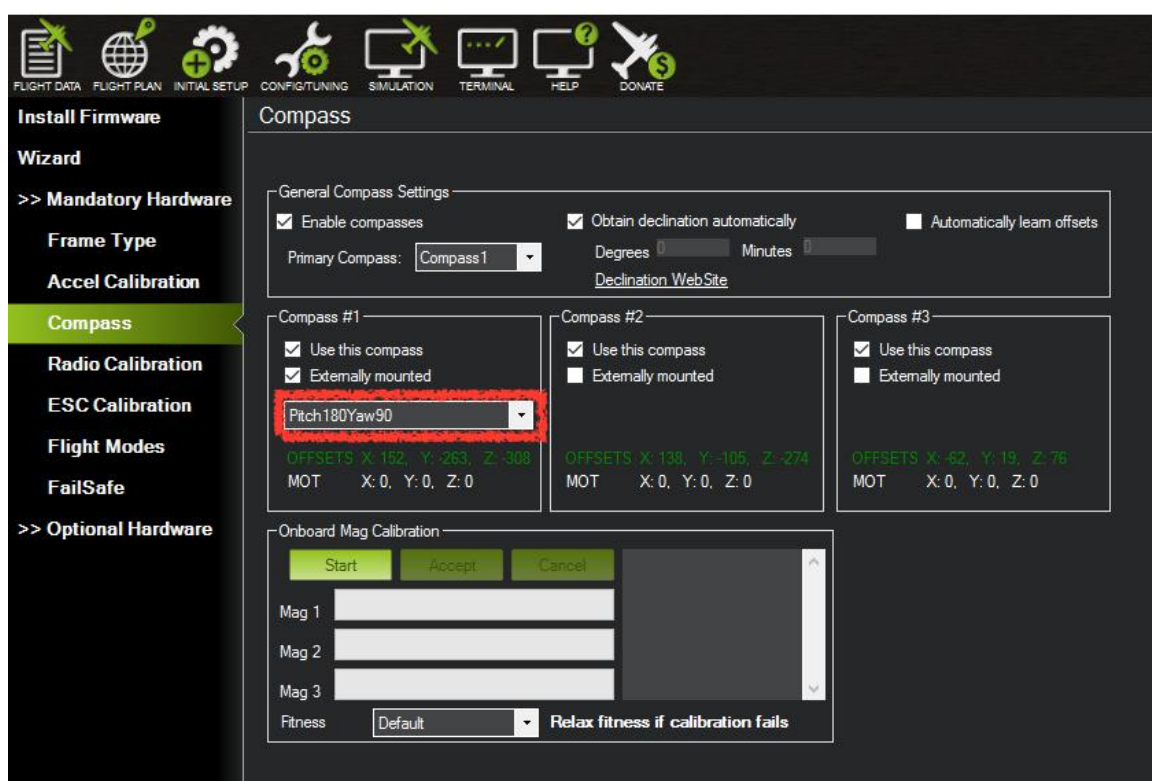 FLIGHT DATA FLIGHT PLAN INITIAL SETUP CONFIG/TUNING SIMULATION TERMINAL HELP DONATE
Install Firmware
Wizard
>> Mandatory Hardware
Frame Type
Accel Calibration
Compass
Radio Calibration
ESC Calibration
Flight Modes
FailSafe
>> Optional Hardware
Compass
General Compass Settings
Enable compasses
Obtain declination automatically
Automatically learn offsets
Primary Compass: Compass1
Degrees 0 Minutes 0
Declination WebSite
Compass #1
Use this compass
Externally mounted
Pitch180Yaw90
OFFSETS X: 152, Y: -263, Z: -308
MOT X: 0, Y: 0, Z: 0
Compass #2
Use this compass
Externally mounted
OFFSETS X: 138, Y: -105, Z: -274
MOT X: 0, Y: 0, Z: 0
Compass #3
Use this compass
Externally mounted
OFFSETS X: -62, Y: 19, Z: 76
MOT X: 0, Y: 0, Z: 0
Onboard Mag Calibration
Start Accept Cancel
Mag 1
Mag 2
Mag 3
Fitness Default Relax fitness if calibration fails